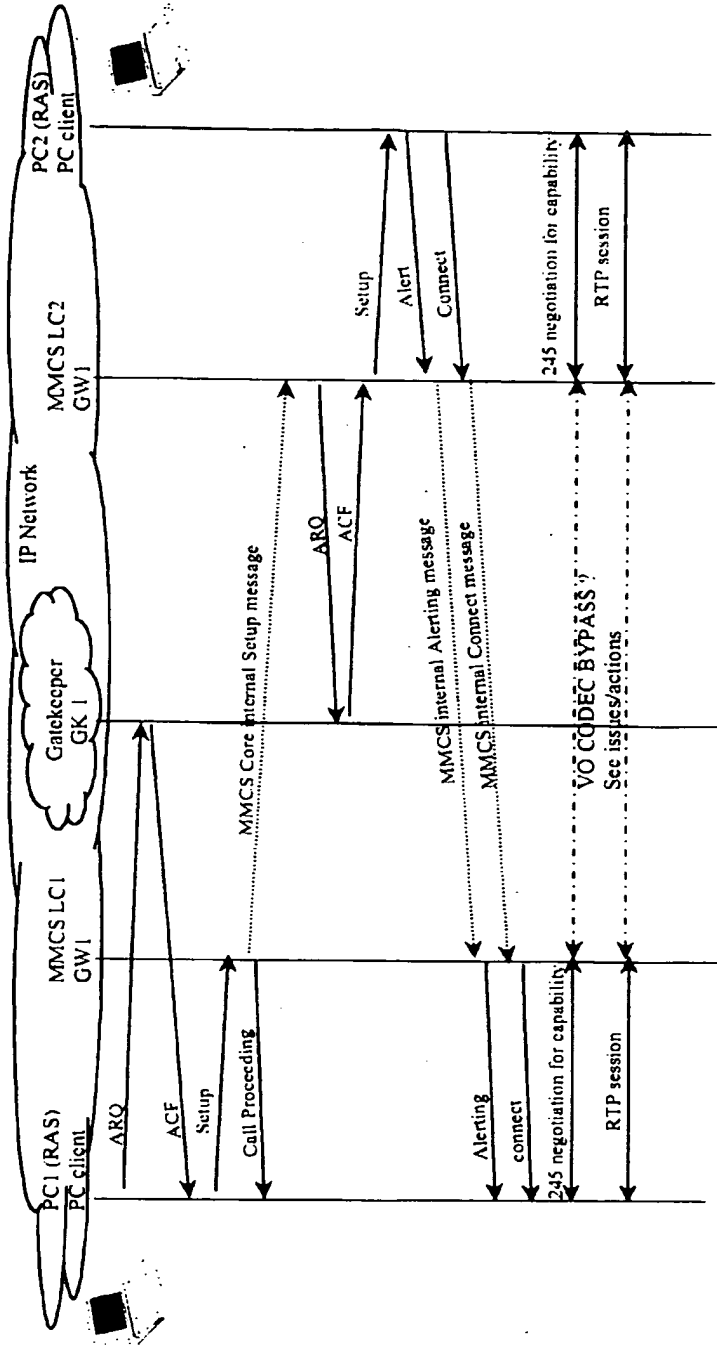 IP Network
PC1 (RAS)
PC client
MMCS LC1
GW1
Gatekeeper
GK 1
MMCS LC2
GW1
PC2 (RAS)
PC client
ARQ
ACF
Setup
Call Proceeding
MMCS Core internal Setup message
ARQ
ACF
Setup
Alert
Connect
MMCS internal Alerting message
MMCS internal Connect message
Alerting
connect
245 negotiation for capability
VO CODEC BYPASS ?
See issues/actions
245 negotiation for capability
RTP session
RTP session